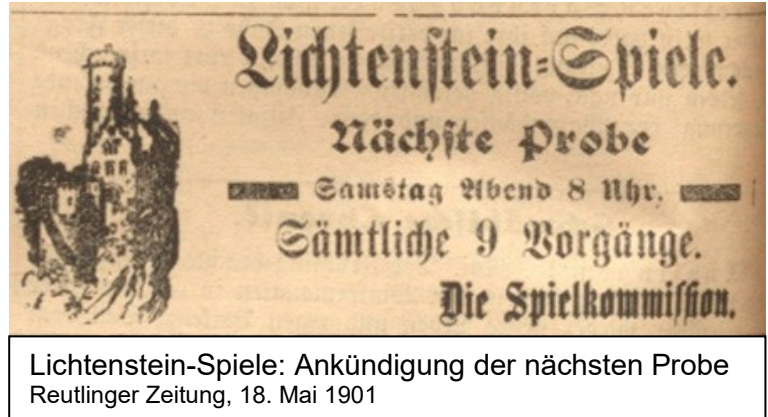 Lichtenstein-Spiele.
Nächste Probe
Samstag Abend 8 Uhr.
Sämtliche 9 Vorgänge.
Die Spielkommission.
Lichtenstein-Spiele: Ankündigung der nächsten Probe
Reutlinger Zeitung, 18. Mai 1901